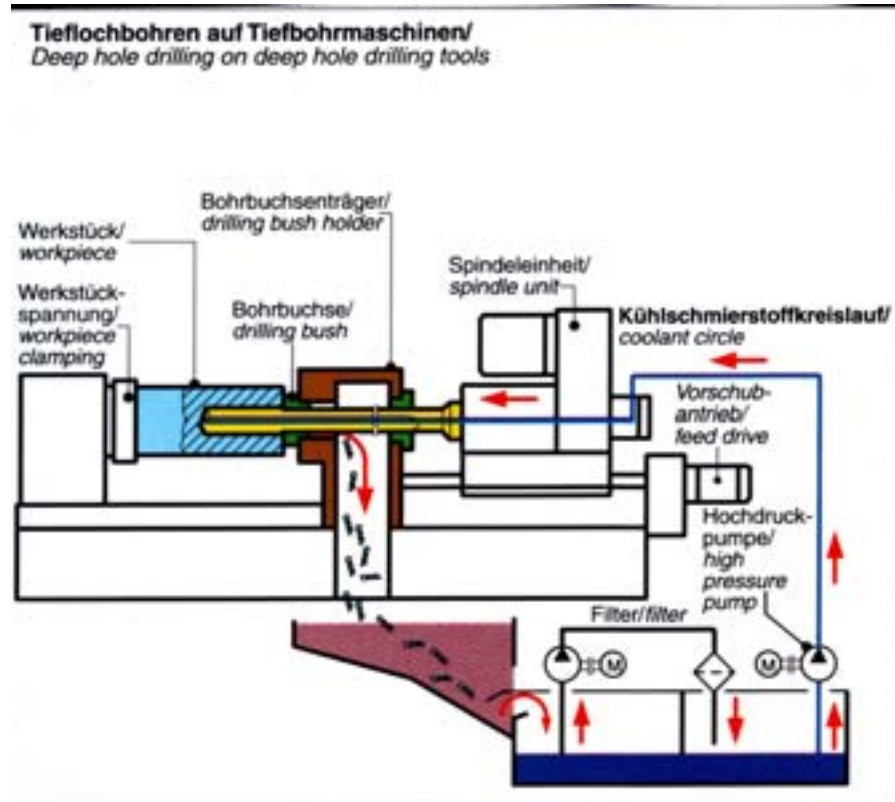 Tieflochbohren auf Tiefbohrmaschinen/
Deep hole drilling on deep hole drilling tools
Bohrbuchsenträger/
drilling bush holder
Werkstück/
workpiece
Spindeleinheit/
spindle unit
Werkstück-
spannung/
workpiece
clamping
Bohrbuchse/
drilling bush
Kühlschmierstoffkreislauf/
coolant circle
Vorschub-
antrieb/
feed drive
Hochdruck-
pumpe/
high
pressure
pump
Filter/filter
M
M